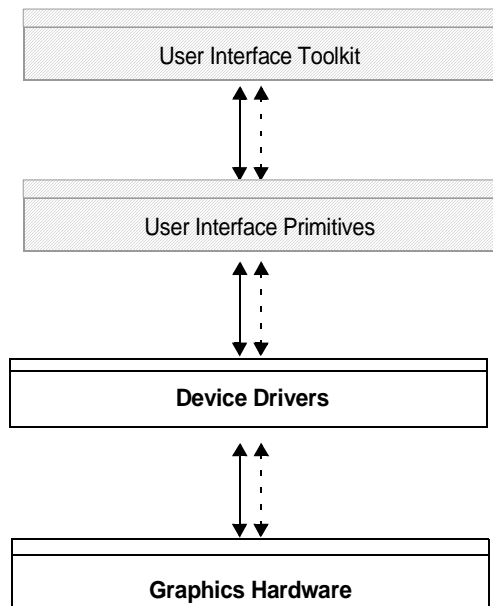 User Interface Toolkit
User Interface Primitives
Device Drivers
Graphics Hardware